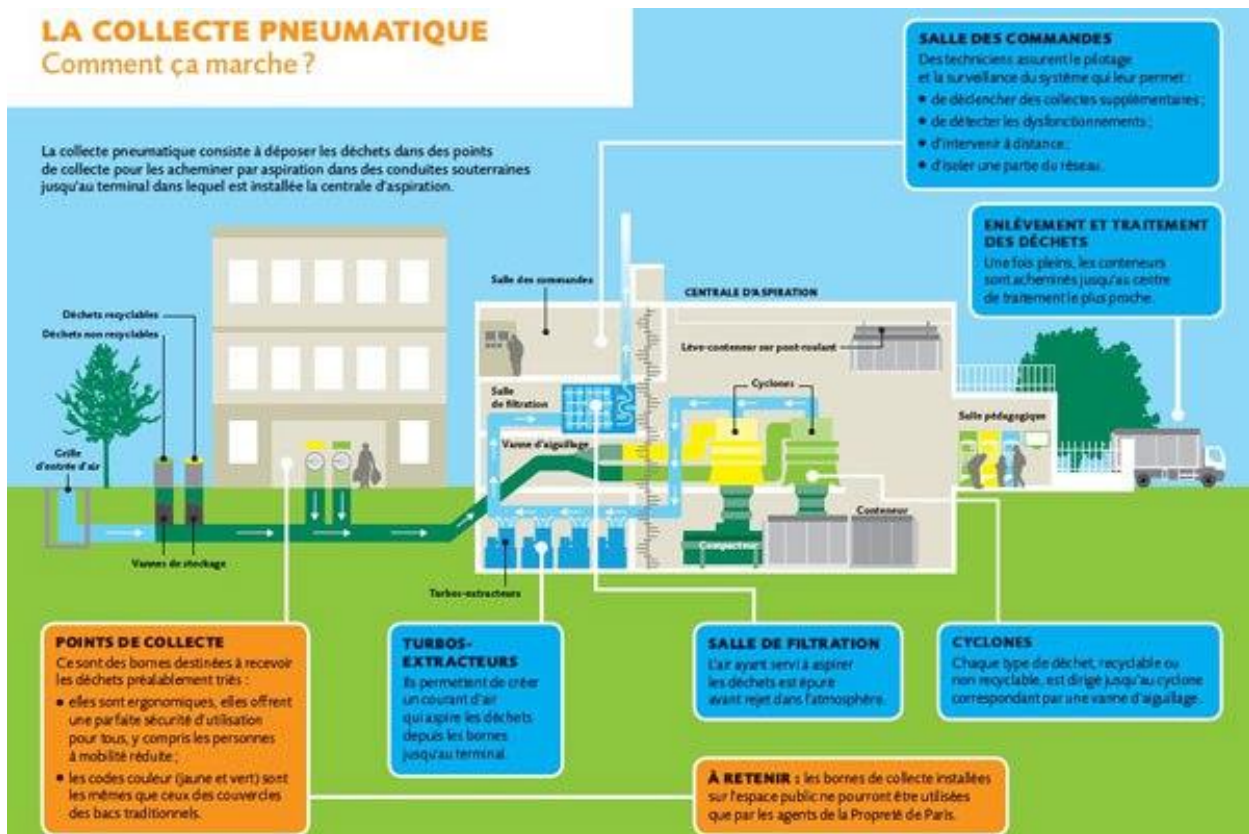 LA COLLECTE PNEUMATIQUE
Comment ça marche ?
La collecte pneumatique consiste à déposer les déchets dans des points
de collecte pour les acheminer par aspiration dans des conduites souterraines
jusqu'au terminal dans lequel est installée la centrale d'aspiration.
SALLE DES COMMANDES
Des techniciens assurent le pilotage
et la surveillance du système qui leur permet :
• de déclencher des collectes supplémentaires ;
• de détecter les dysfonctionnements ;
• d'intervenir à distance ;
• d'isoler une partie du réseau.
ENLÈVEMENT ET TRAITEMENT
DES DÉCHETS
Une fois pleins, les conteneurs
sont acheminés jusqu'au centre
de traitement le plus proche.
Salle des commandes
CENTRALE D'ASPIRATION
Déchets recyclables
Déchets non recyclables
Lève-conteneur sur pont-roulant
Salle
de filtration
Cyclones
Salle pédagogique
Vanne d'aiguillage
Grille
d'entrée d'air
Conteneur
Compacteur
Vannes de stockage
Turbos-extracteurs
POINTS DE COLLECTE
Ce sont des bornes destinées à recevoir
les déchets préalablement triés :
• elles sont ergonomiques, elles offrent
une parfaite sécurité d'utilisation
pour tous, y compris les personnes
à mobilité réduite ;
• les codes couleur (jaune et vert) sont
les mêmes que ceux des couvercles
des bacs traditionnels.
TURBOS-
EXTRACTEURS
Ils permettent de créer
un courant d'air
qui aspire les déchets
depuis les bornes
jusqu'au terminal.
SALLE DE FILTRATION
L'air ayant servi à aspirer
les déchets est épuré
avant rejet dans l'atmosphère.
CYCLONES
Chaque type de déchet, recyclable ou
non recyclable, est dirigé jusqu'au cyclone
correspondant par une vanne d'aiguillage.
À RETENIR : les bornes de collecte installées
sur l'espace public ne pourront être utilisées
que par les agents de la Propreté de Paris.